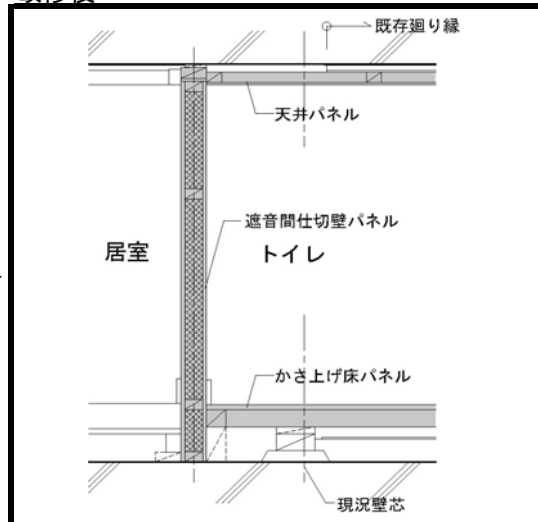 既存廻り縁
天井パネル
遮音間仕切壁パネル
居室
トイレ
かさ上げ床パネル
現況壁芯